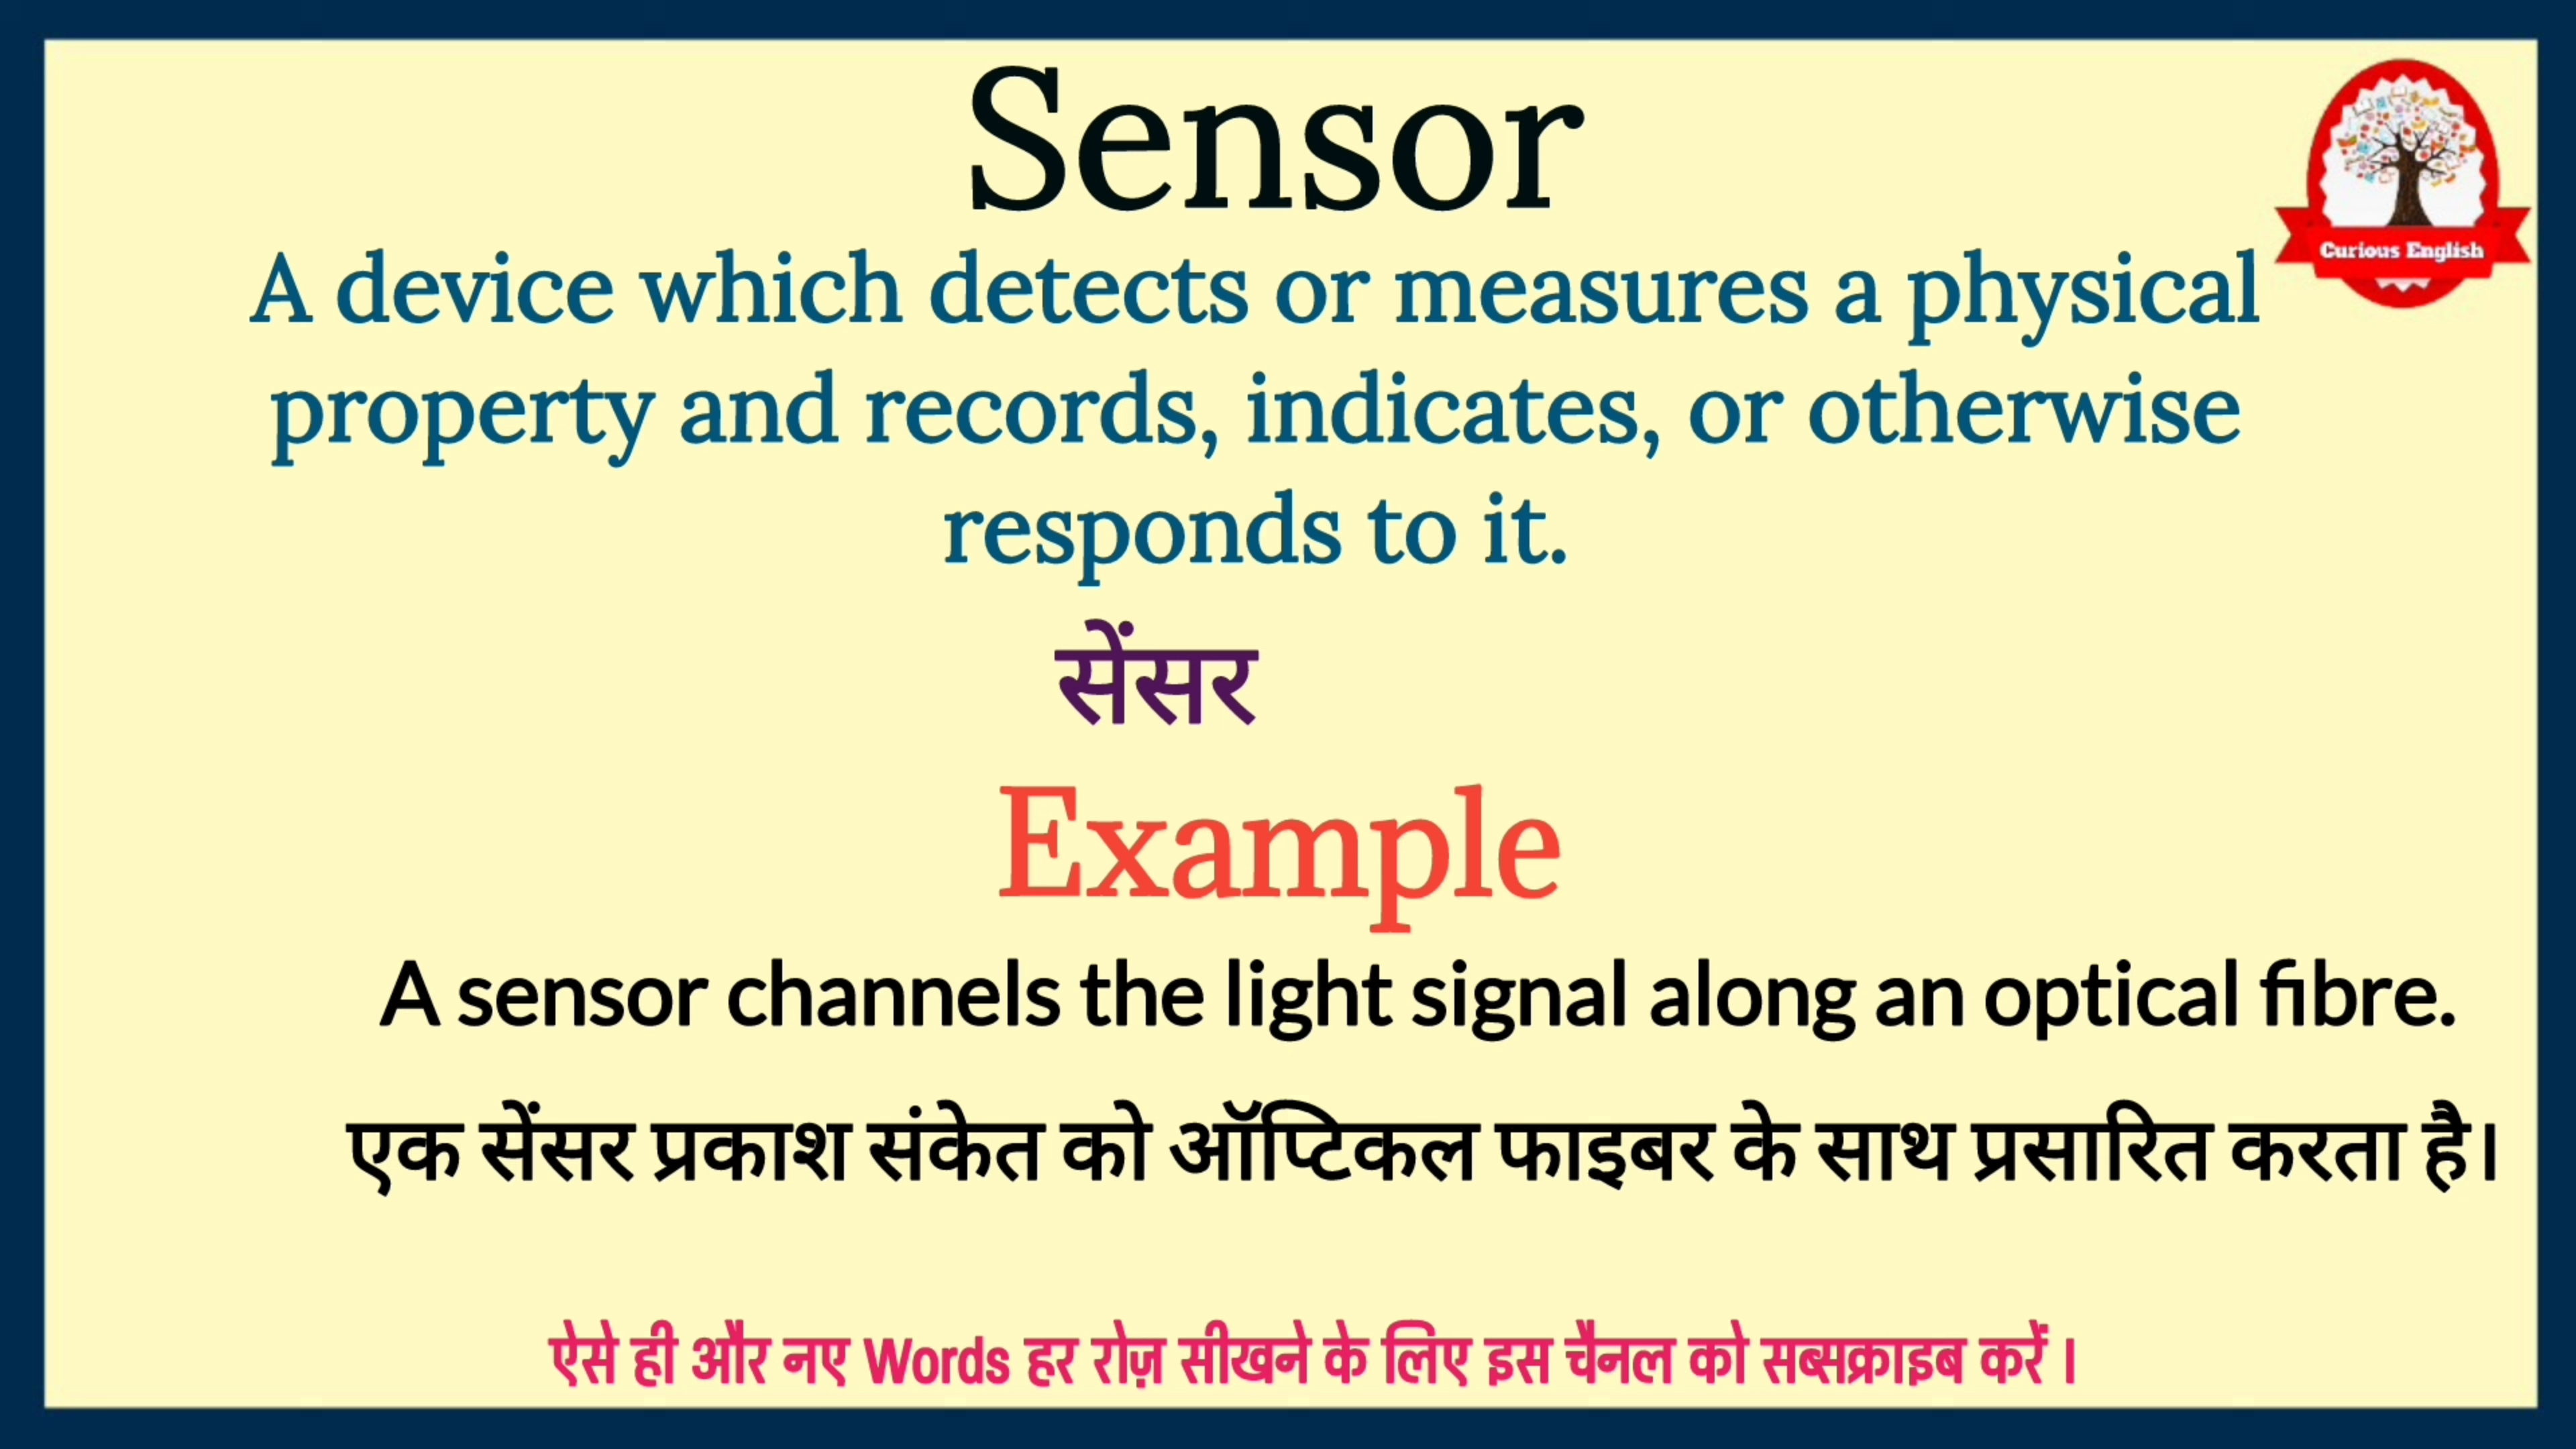 Sensor
Curious English
A device which detects or measures a physical
property and records, indicates, or otherwise
responds to it.
सेंसर
Example
A sensor channels the light signal along an optical fibre.
एक सेंसर प्रकाश संकेत को ऑप्टिकल फाइबर के साथ प्रसारित करता है।
ऐसे ही और नए Words हर रोज़ सीखने के लिए इस चैनल को सब्सक्राइब करें ।